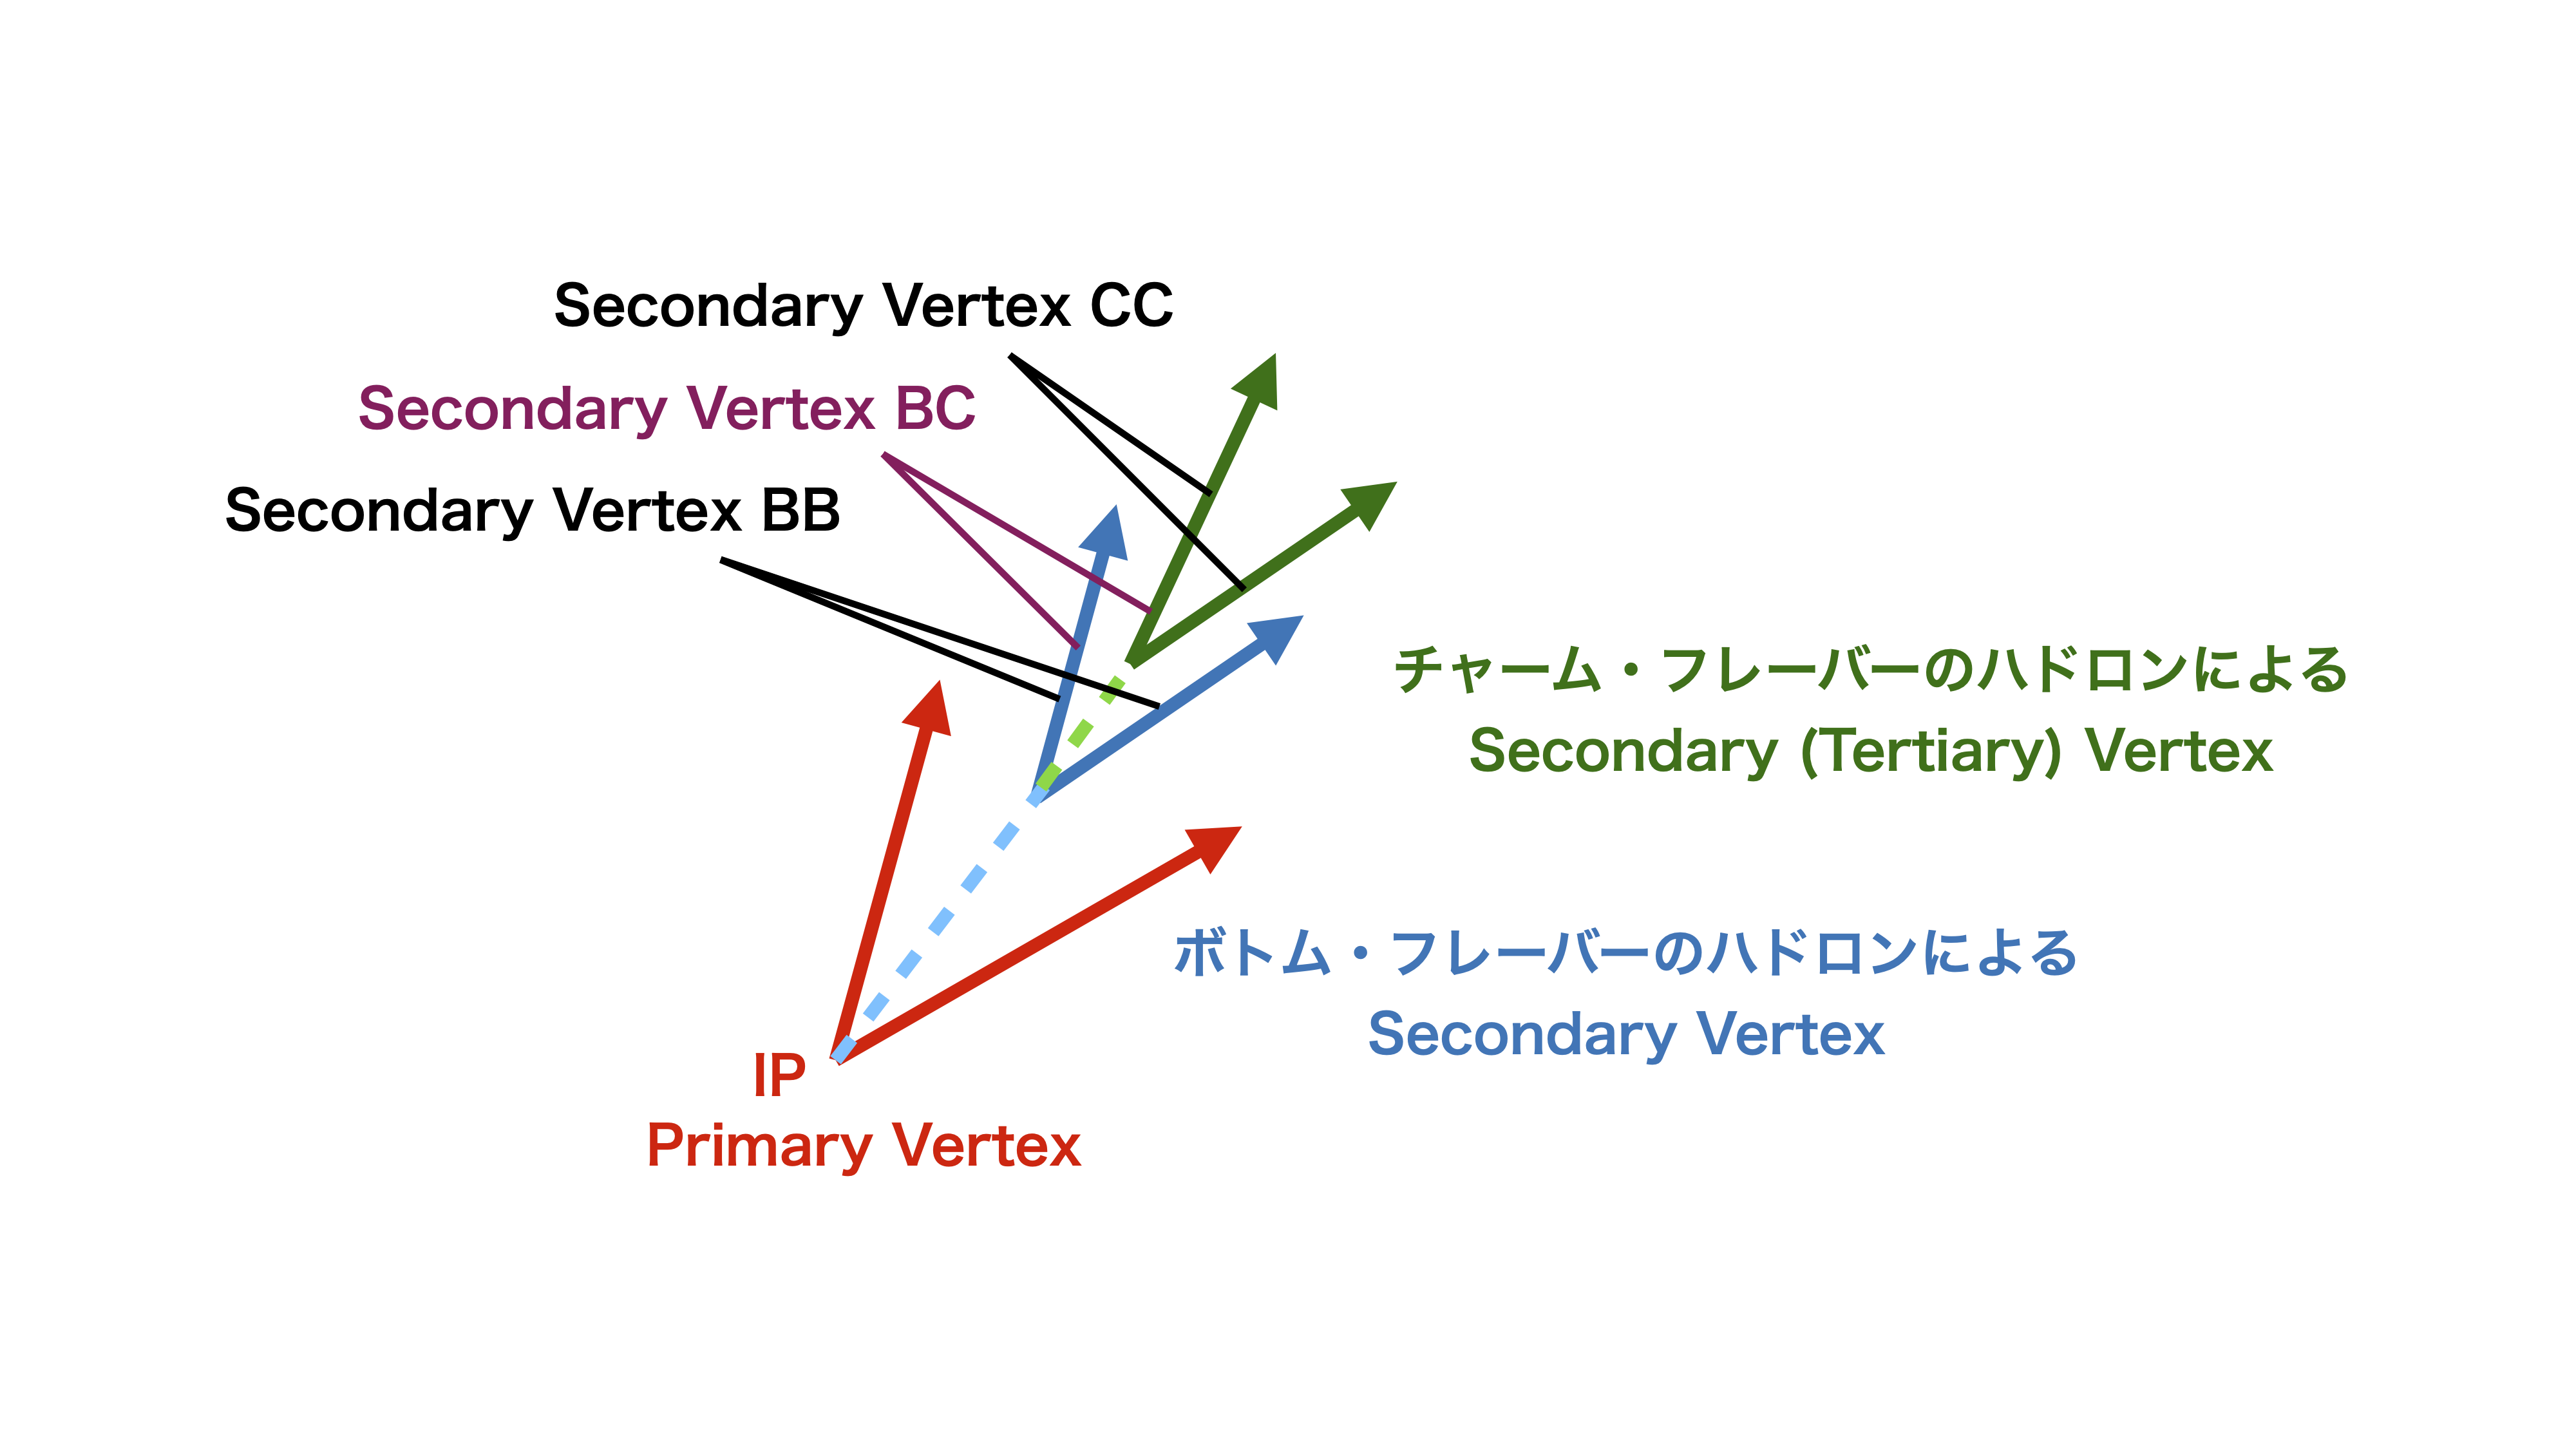 Secondary Vertex CC
Secondary Vertex BC
Secondary Vertex BB
チャーム・フレーバーのハドロンによる
Secondary (Tertiary) Vertex
ボトム・フレーバーのハドロンによる
Secondary Vertex
IP
Primary Vertex